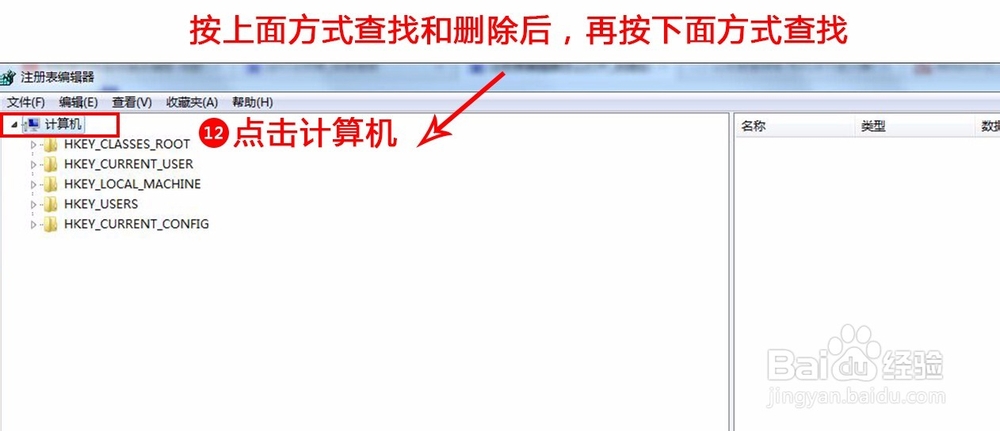 按上面方式查找和删除后，再按下面方式查找
注册表编辑器
文件(F) 编辑(E) 查看(V) 收藏夹(A) 帮助(H)
计算机
12 点击计算机
名称 类型 数据
HKEY_CLASSES_ROOT
HKEY_CURRENT_USER
HKEY_LOCAL_MACHINE
HKEY_USERS
HKEY_CURRENT_CONFIG
Baidu 经验
jingyan.baidu.com